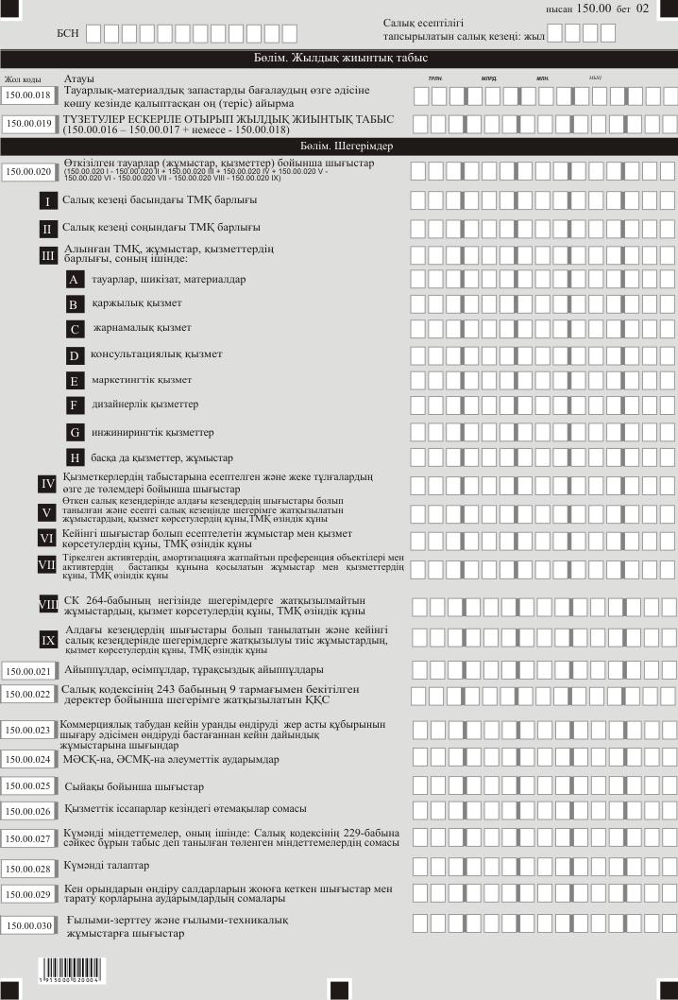 нысан 150.00 бет 02
БСН
Салық есептілігі
тапсырылатын салық кезеңі: жыл
Бөлім. Жылдық жиынтық табыс
Жол коды Атауы ТРЛН. МЛРД. МЛН. МЫҢ
150.00.018 Тауарлық-материалдық запастарды бағалаудың өзге әдісіне
көшу кезінде қалыптасқан оң (теріс) айырма
150.00.019 ТҮЗЕТУЛЕР ЕСКЕРІЛЕ ОТЫРЫП ЖЫЛДЫҚ ЖИЫНТЫҚ ТАБЫС
(150.00.016 – 150.00.017 + немесе - 150.00.018)
Бөлім. Шегерімдер
150.00.020 Өткізілген тауарлар (жұмыстар, қызметтер) бойынша шығыстар
(150.00.020 I - 150.00.020 II + 150.00.020 III + 150.00.020 IV + 150.00.020 V -
150.00.020 VI - 150.00.020 VII - 150.00.020 VIII - 150.00.020 IX)
I Салық кезеңі басындағы ТМҚ барлығы
II Салық кезеңі соңындағы ТМҚ барлығы
III Алынған ТМҚ, жұмыстар, қызметтердің
барлығы, соның ішінде:
A тауарлар, шикізат, материалдар
B қаржылық қызмет
C жарнамалық қызмет
D консультациялық қызмет
E маркетингтік қызмет
F дизайнерлік қызметтер
G инжинирингтік қызметтер
H басқа да қызметтер, жұмыстар
IV Қызметкерлердің табыстарына есептелген және жеке тұлғалардың
өзге де төлемдері бойынша шығыстар
V Өткен салық кезеңдерінде алдағы кезеңдердің шығыстары болып
танылған және есепті салық кезеңінде шегерімге жатқызылатын
жұмыстардың, қызмет көрсетулердің құны,ТМҚ өзіндік құны
VI Кейінгі шығыстар болып есептелетін жұмыстар мен қызмет
көрсетулердің құны, ТМҚ өзіндік құны
VII Тіркелген активтердің, амортизацияға жатпайтын преференция объектілері мен
активтердің бастапқы құнына қосылатын жұмыстар мен қызметтердің
құны, ТМҚ өзіндік құны
VIII СК 264-бабының негізінде шегерімдерге жатқызылмайтын
жұмыстардың, қызмет көрсетулердің құны, ТМҚ өзіндік құны
IX Алдағы кезеңдердің шығыстары болып танылатын және кейінгі
салық кезеңдерінде шегерімдерге жатқызылуы тиіс жұмыстардың,
қызмет көрсетулердің құны, ТМҚ өзіндік құны
150.00.021 Айыппұлдар, өсімпұлдар, тұрақсыздық айыппұлдары
150.00.022 Салық кодексінің 243 бабының 9 тармағымен бекітілген
деректер бойынша шегерімге жатқызылатын ҚҚС
150.00.023 Коммерциялық табудан кейін уранды өндіруді жер асты құбырынын
шығару әдісімен өндіруді бастағаннан кейін дайындық
жұмыстарына шығындар
150.00.024 МӘСҚ-на, ӘСМҚ-на әлеуметтік аударымдар
150.00.025 Сыйақы бойынша шығыстар
150.00.026 Қызметтік іссапарлар кезіндегі өтемақылар сомасы
150.00.027 Күмәнді міндеттемелер, оның ішінде: Салық кодексінің 229-бабына
сәйкес бұрын табыс деп танылған төленген міндеттемелердің сомасы
150.00.028 Күмәнді талаптар
150.00.029 Кен орындарын өндіру салдарларын жоюға кеткен шығыстар мен
тарату қорларына аударымдардың сомалары
150.00.030 Ғылыми-зерттеу және ғылыми-техникалық
жұмыстарға шығыстар
1915000020004